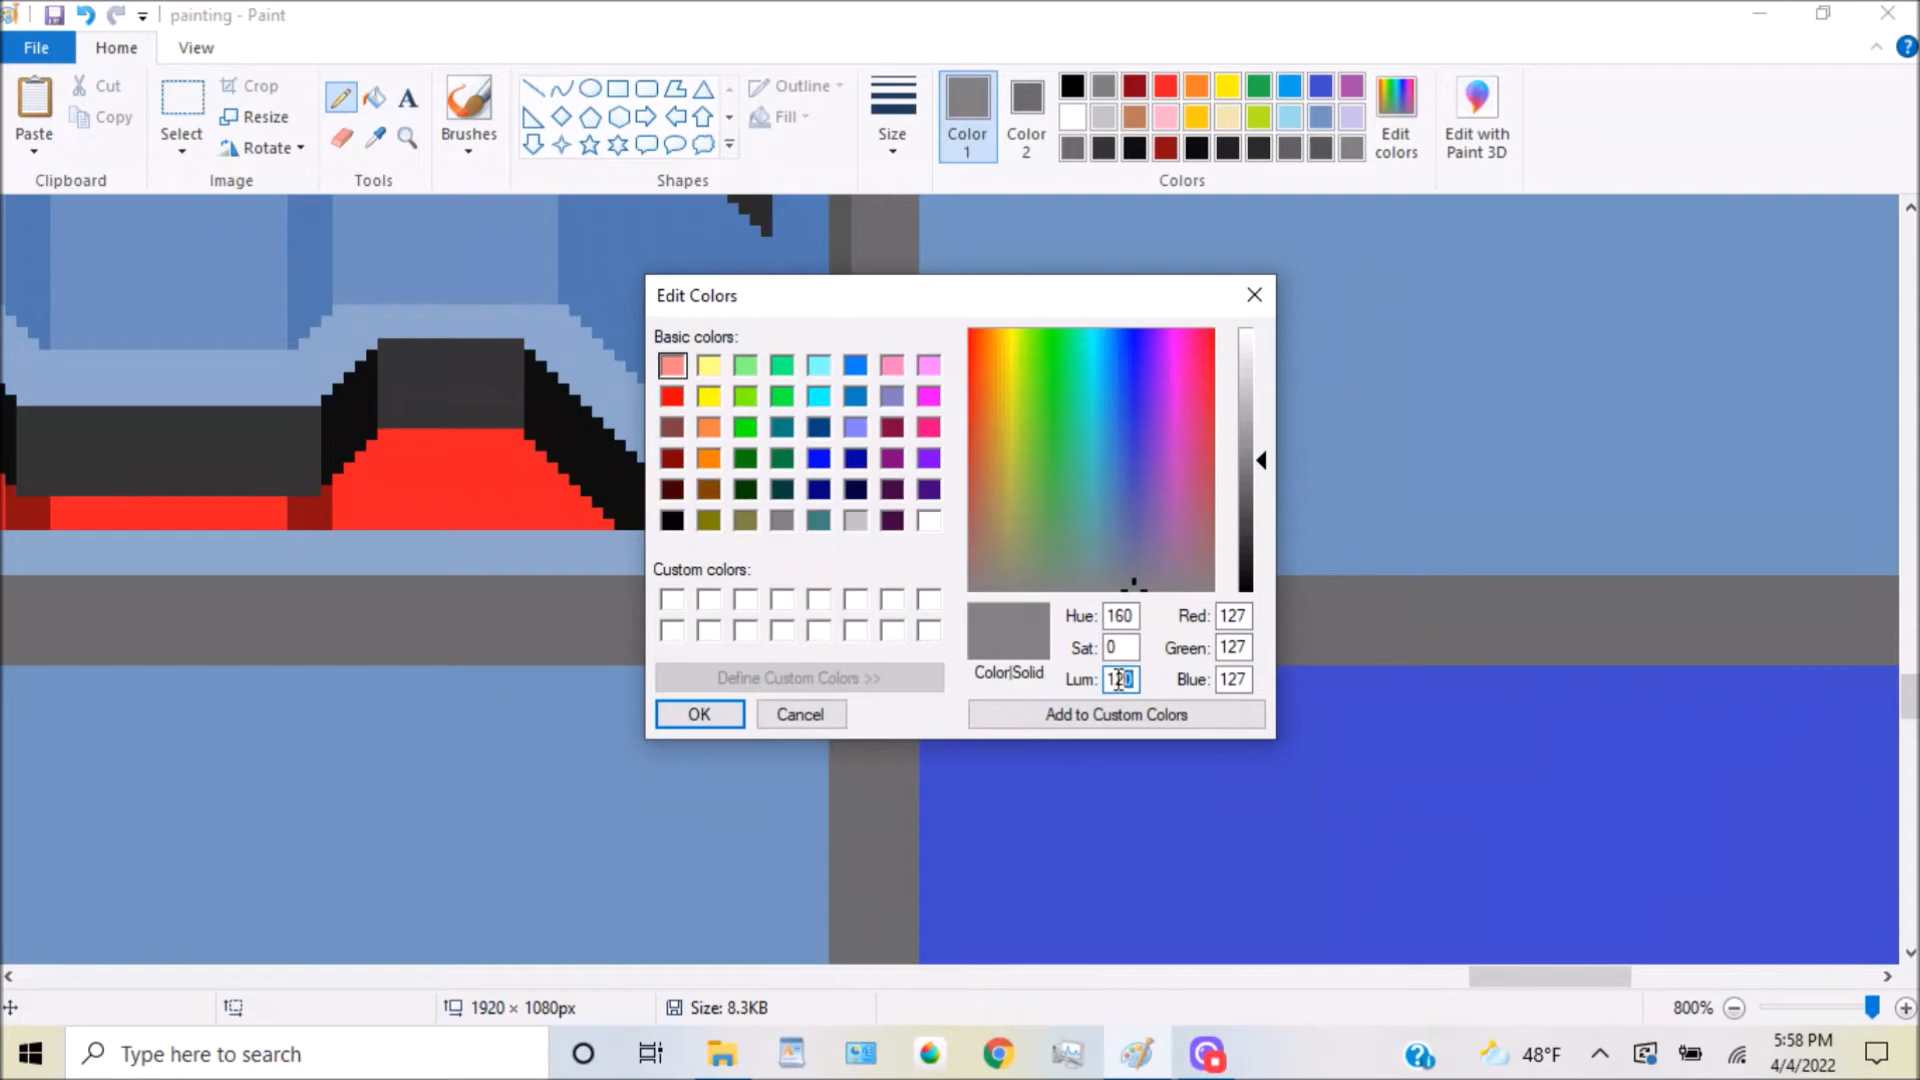 painting - Paint
File Home View
Paste
Cut
Copy
Clipboard
Select
Crop
Resize
Rotate
Image
A
Tools
Brushes
Outline
Fill
Shapes
Size
Color 1
Color 2
Edit colors
Edit with Paint 3D
Colors
Edit Colors
Basic colors:
Custom colors:
Define Custom Colors >>
OK Cancel
Color|Solid
Hue: 160 Red: 127
Sat: 0 Green: 127
Lum: 120 Blue: 127
Add to Custom Colors
1920 × 1080px Size: 8.3KB 800%
Type here to search
48°F
5:58 PM
4/4/2022